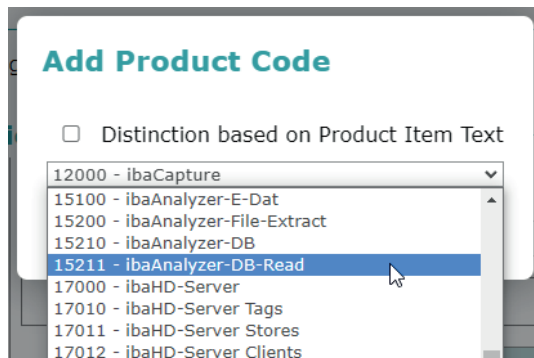 Add Product Code
Distinction based on Product Item Text
12000 - ibaCapture
15100 - ibaAnalyzer-E-Dat
15200 - ibaAnalyzer-File-Extract
15210 - ibaAnalyzer-DB
15211 - ibaAnalyzer-DB-Read
17000 - ibaHD-Server
17010 - ibaHD-Server Tags
17011 - ibaHD-Server Stores
17012 - ibaHD-Server Clients